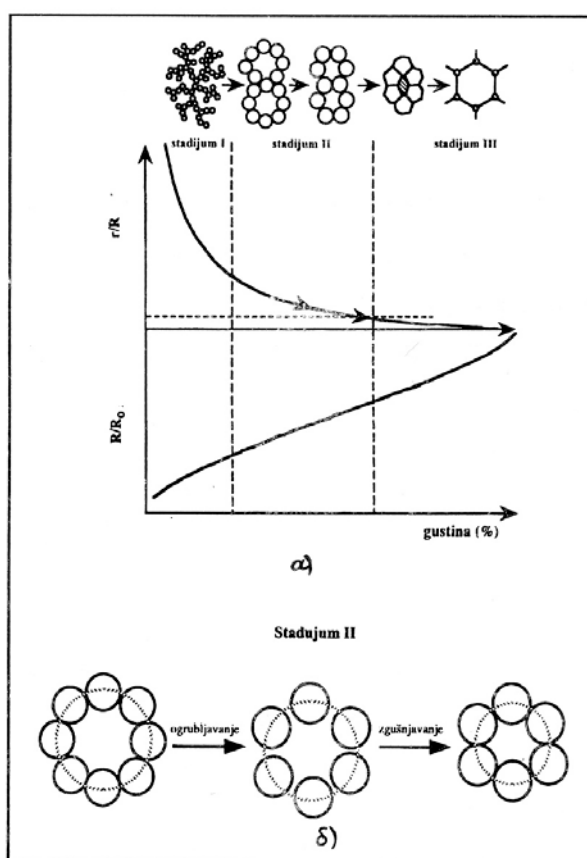 stadijum I
stadijum II
stadijum III
r/R
R/R₀
gustina (%)
а)
Stadujum II
ogrubljavanje
zgušnjavanje
б)